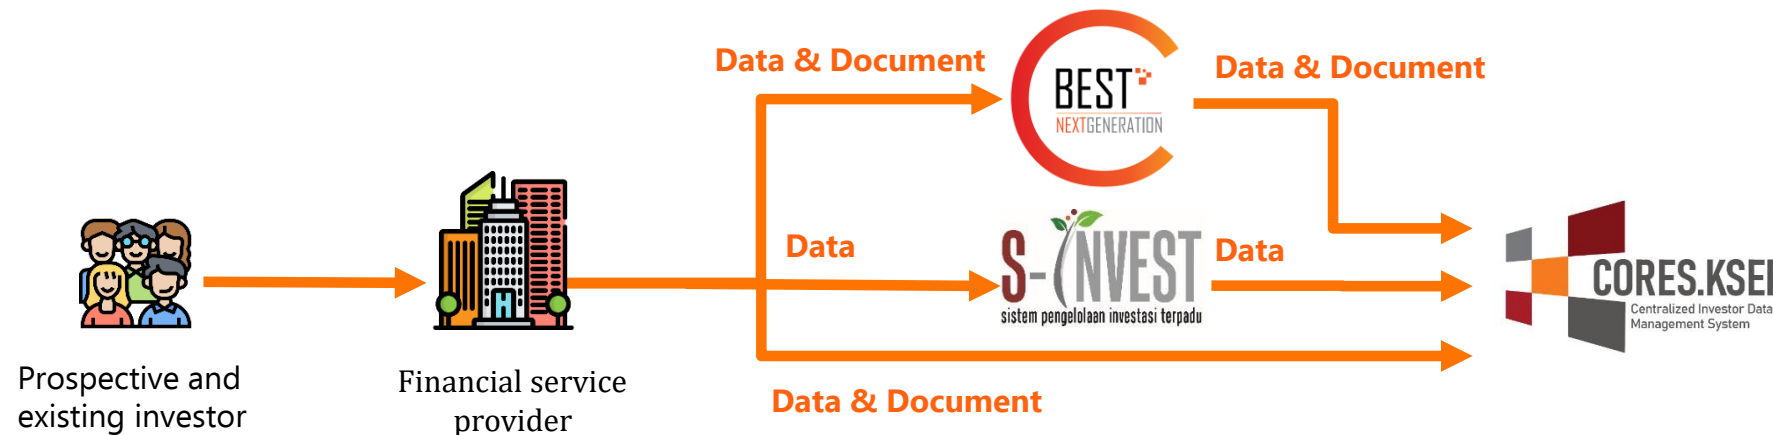 Data & Document
BEST
NEXTGENERATION
Data & Document
Data
S-INVEST
sistem pengelolaan investasi terpadu
Data
CORES.KSEI
Centralized Investor Data
Management System
H
Prospective and
existing investor
Financial service
provider
Data & Document